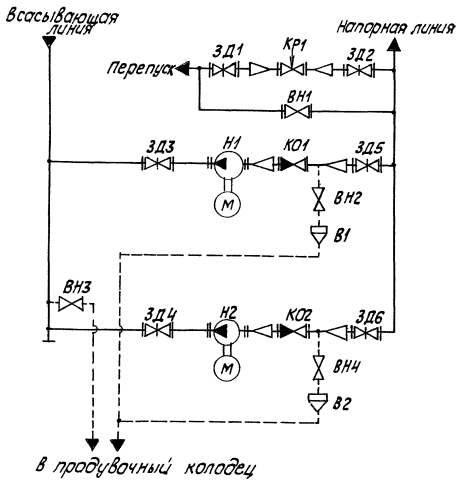 Всасывающая
линия
Напорная линия
ЗД1
КР1
ЗД2
Перепуск
ВН1
ЗД3
Н1
КО1
ЗД5
М
ВН2
В1
ВН3
ЗД4
Н2
КО2
ЗД6
М
ВН4
В2
В продувочный колодец